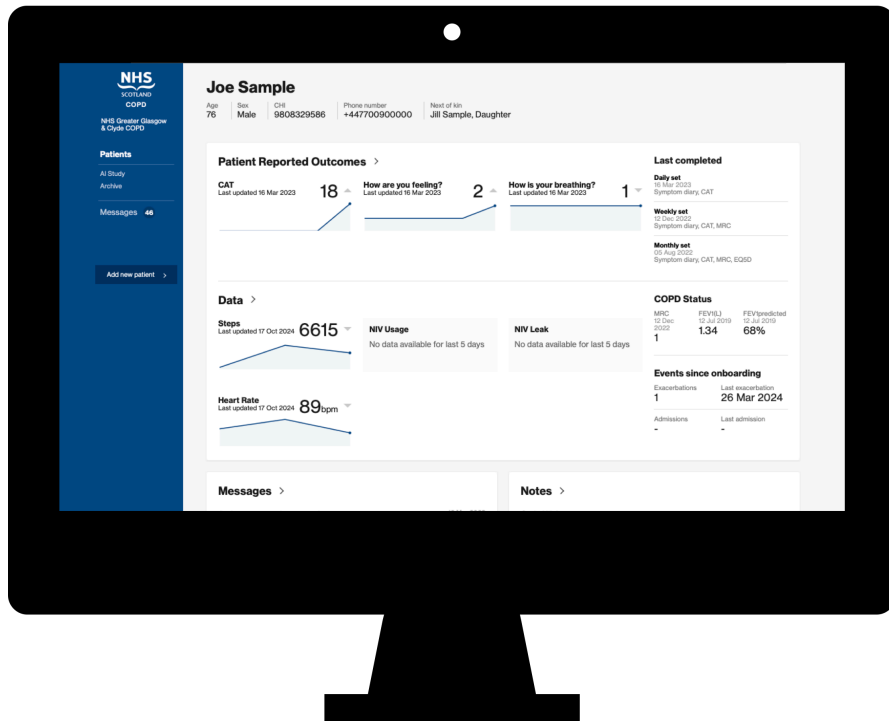 NHS
SCOTLAND
COPD
NHS Greater Glasgow
& Clyde COPD
Patients
AI Study
Archive
Messages 46
Add new patient >
Joe Sample
Age Sex CHI Phone number Next of kin
76 Male 9808329586 +447700900000 Jill Sample, Daughter
Patient Reported Outcomes >
CAT
Last updated 16 Mar 2023
18
How are you feeling?
Last updated 16 Mar 2023
2
How is your breathing?
Last updated 16 Mar 2023
1
Last completed
Daily set
16 Mar 2023
Symptom diary, CAT
Weekly set
12 Dec 2022
Symptom diary, CAT, MRC
Monthly set
05 Aug 2022
Symptom diary, CAT, MRC, EQ5D
Data >
Steps
Last updated 17 Oct 2024
6615
NIV Usage
No data available for last 5 days
NIV Leak
No data available for last 5 days
Heart Rate
Last updated 17 Oct 2024
89bpm
COPD Status
MRC FEV1(L) FEV1predicted
12 Dec 2022 12 Jul 2019 12 Jul 2019
1 1.34 68%
Events since onboarding
Exacerbations Last exacerbation
1 26 Mar 2024
Admissions Last admission
- -
Messages >
Notes >